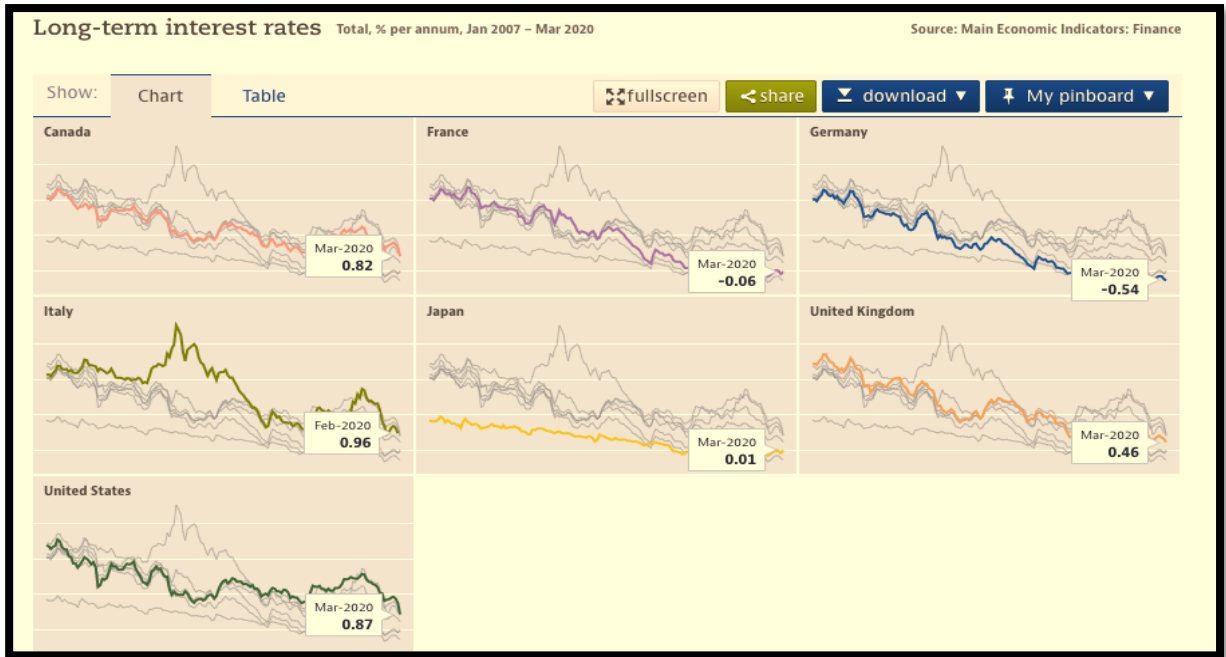 Long-term interest rates Total, % per annum, Jan 2007 – Mar 2020 Source: Main Economic Indicators: Finance
Show: Chart Table fullscreen share download ▼ My pinboard ▼
Canada
Mar-2020
0.82
France
Mar-2020
-0.06
Germany
Mar-2020
-0.54
Italy
Feb-2020
0.96
Japan
Mar-2020
0.01
United Kingdom
Mar-2020
0.46
United States
Mar-2020
0.87